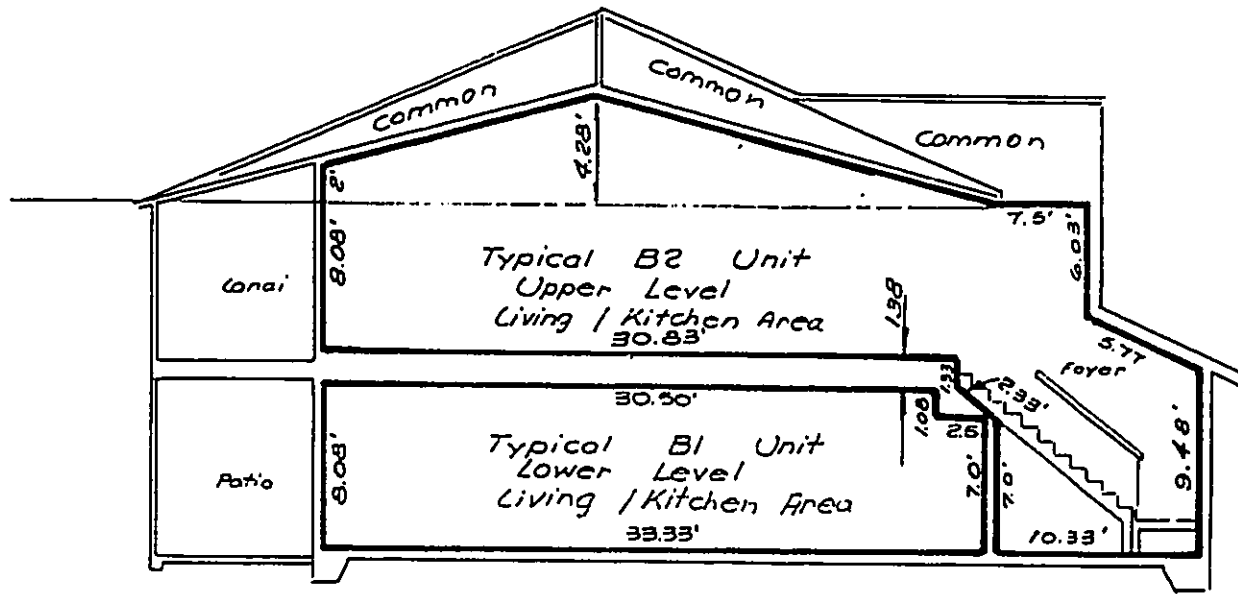 Common
Common
Common
4.28'
2'
7.5'
6.03'
8.08'
Lanai
Typical B2 Unit
Upper Level
Living / Kitchen Area
30.83'
1.38
5.77
Foyer
1.33
2.33'
30.50'
1.08
2.5
9.48'
8.08'
Patio
Typical B1 Unit
Lower Level
Living / Kitchen Area
7.0'
7.0'
33.33'
10.33'